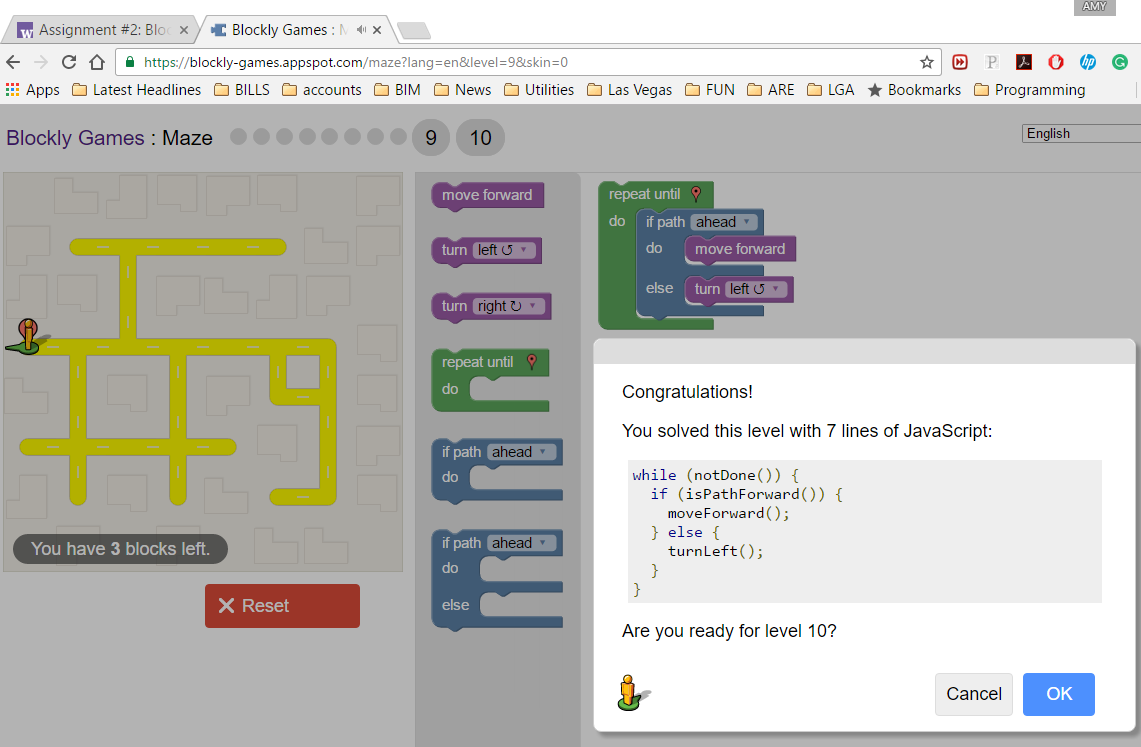 AMY
Assignment #2: Bloc
Blockly Games : M
https://blockly-games.appspot.com/maze?lang=en&level=9&skin=0
Apps Latest Headlines BILLS accounts BIM News Utilities Las Vegas FUN ARE LGA Bookmarks Programming
Blockly Games : Maze 9 10
English
move forward
turn left ↺
turn right ↻
repeat until
do
if path ahead
do
if path ahead
do
else
repeat until
do if path ahead
do move forward
else turn left ↺
You have 3 blocks left.
Reset
Congratulations!
You solved this level with 7 lines of JavaScript:
while (notDone()) {
if (isPathForward()) {
moveForward();
} else {
turnLeft();
}
}
Are you ready for level 10?
Cancel OK